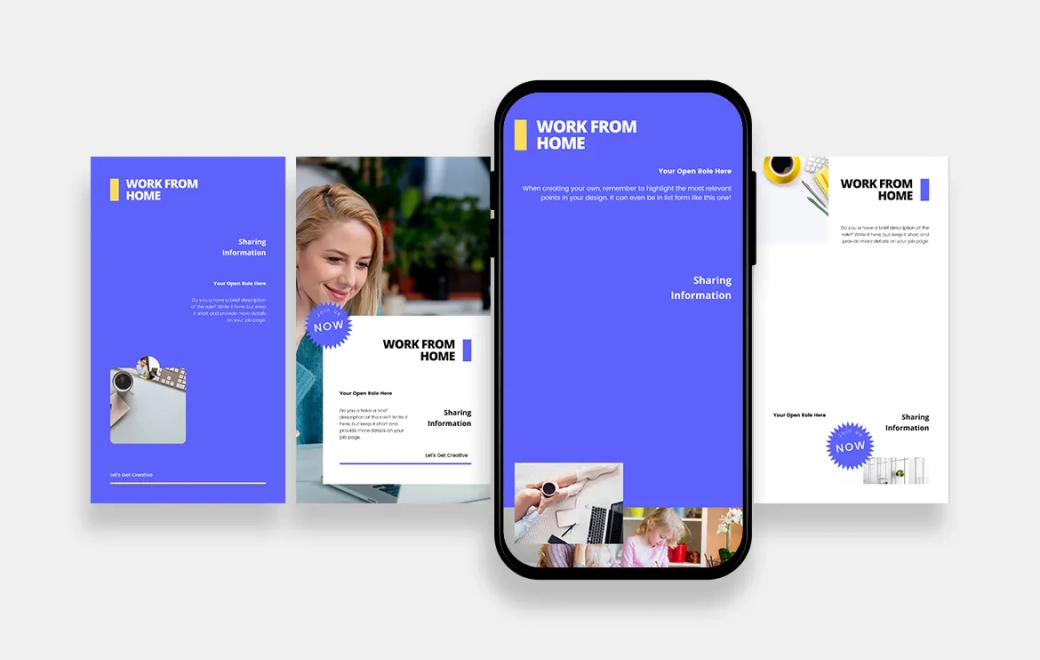 WORK FROM
HOME
Sharing
Information
Your Open Role Here
Do you a have a brief description
of the role? Write it here, but keep
it short and provide more details
on your job page.
Let's Get Creative
JOIN US
NOW
WORK FROM
HOME
Your Open Role Here
Do you a have a brief
description of the role? Write it
here, but keep it short and
provide more details on your
job page.
Sharing
Information
Let's Get Creative
WORK FROM
HOME
Your Open Role Here
When creating your own, remember to highlight the most relevant
points in your design. It can even be in list form like this one!
Sharing
Information
WORK FROM
HOME
Do you a have a brief description of the
role? Write it here, but keep it short and
provide more details on your job page.
Your Open Role Here
Sharing
Information
JOIN US
NOW